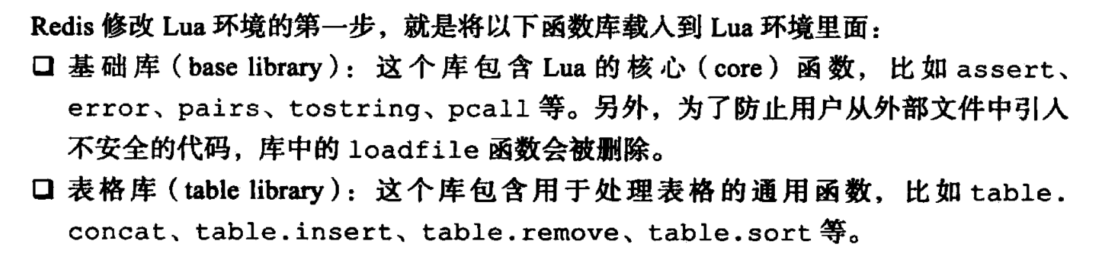 Redis 修改 Lua 环境的第一步，就是将以下函数库载入到 Lua 环境里面：
❑ 基础库（base library）：这个库包含 Lua 的核心（core）函数，比如 assert、
error、pairs、tostring、pcall 等。另外，为了防止用户从外部文件中引入
不安全的代码，库中的 loadfile 函数会被删除。
❑ 表格库（table library）：这个库包含用于处理表格的通用函数，比如 table.
concat、table.insert、table.remove、table.sort 等。